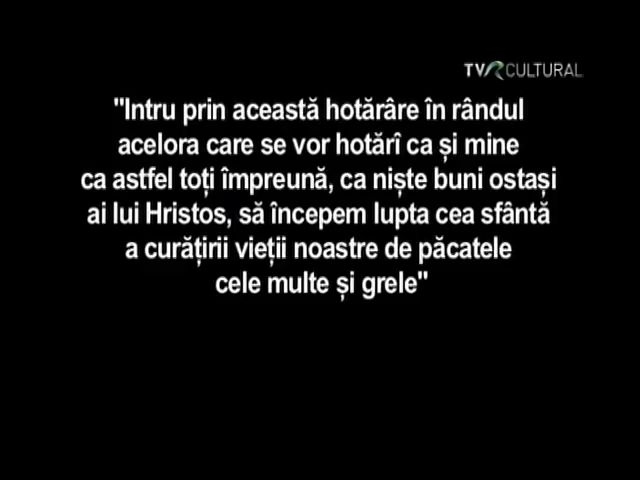 TVR CULTURAL
"Intru prin această hotărâre în rândul
acelora care se vor hotărî ca și mine
ca astfel toți împreună, ca niște buni ostași
ai lui Hristos, să începem lupta cea sfântă
a curățirii vieții noastre de păcatele
cele multe și grele"